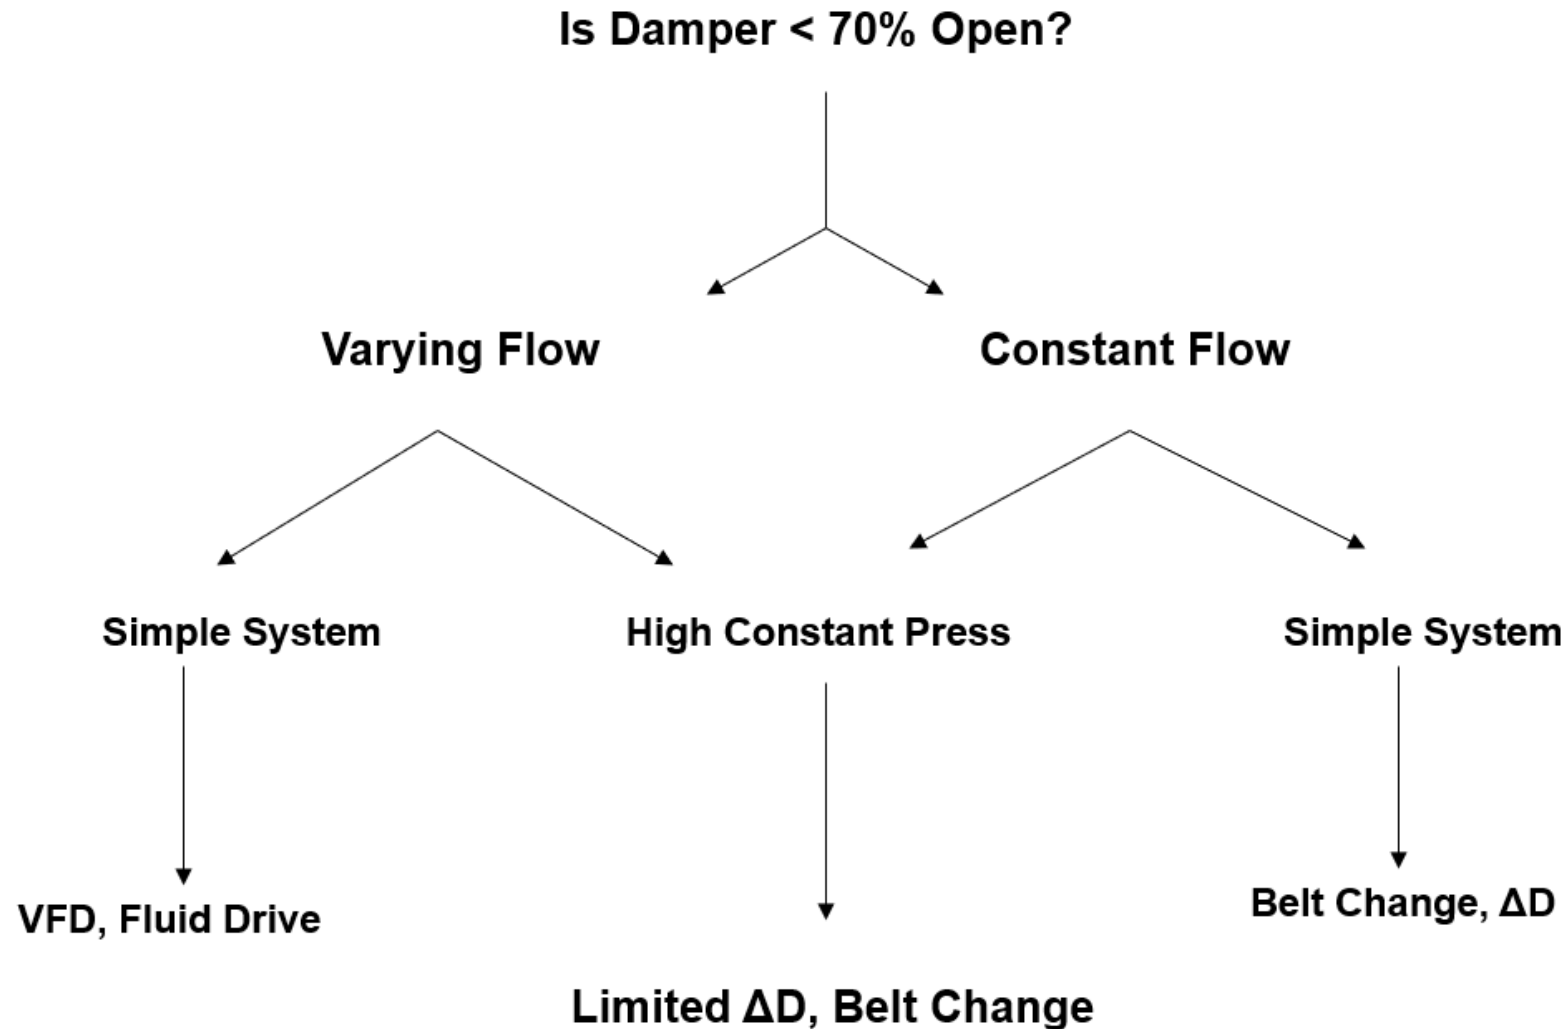 Is Damper < 70% Open?
Varying Flow
Constant Flow
Simple System
High Constant Press
Simple System
VFD, Fluid Drive
Belt Change, ΔD
Limited ΔD, Belt Change